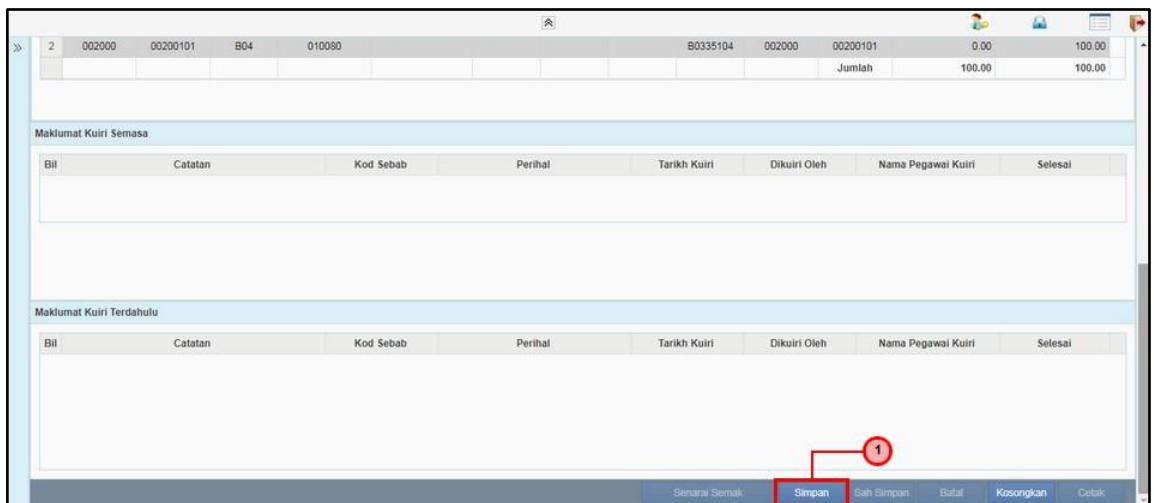 2 002000 00200101 B04 010080 B0335104 002000 00200101 0.00 100.00
Jumlah 100.00 100.00
Maklumat Kuiri Semasa
Bil Catatan Kod Sebab Perihal Tarikh Kuiri Dikuiri Oleh Nama Pegawai Kuiri Selesai
Maklumat Kuiri Terdahulu
Bil Catatan Kod Sebab Perihal Tarikh Kuiri Dikuiri Oleh Nama Pegawai Kuiri Selesai
1
Senarai Semak Simpan Sah Simpan Batal Kosongkan Cetak